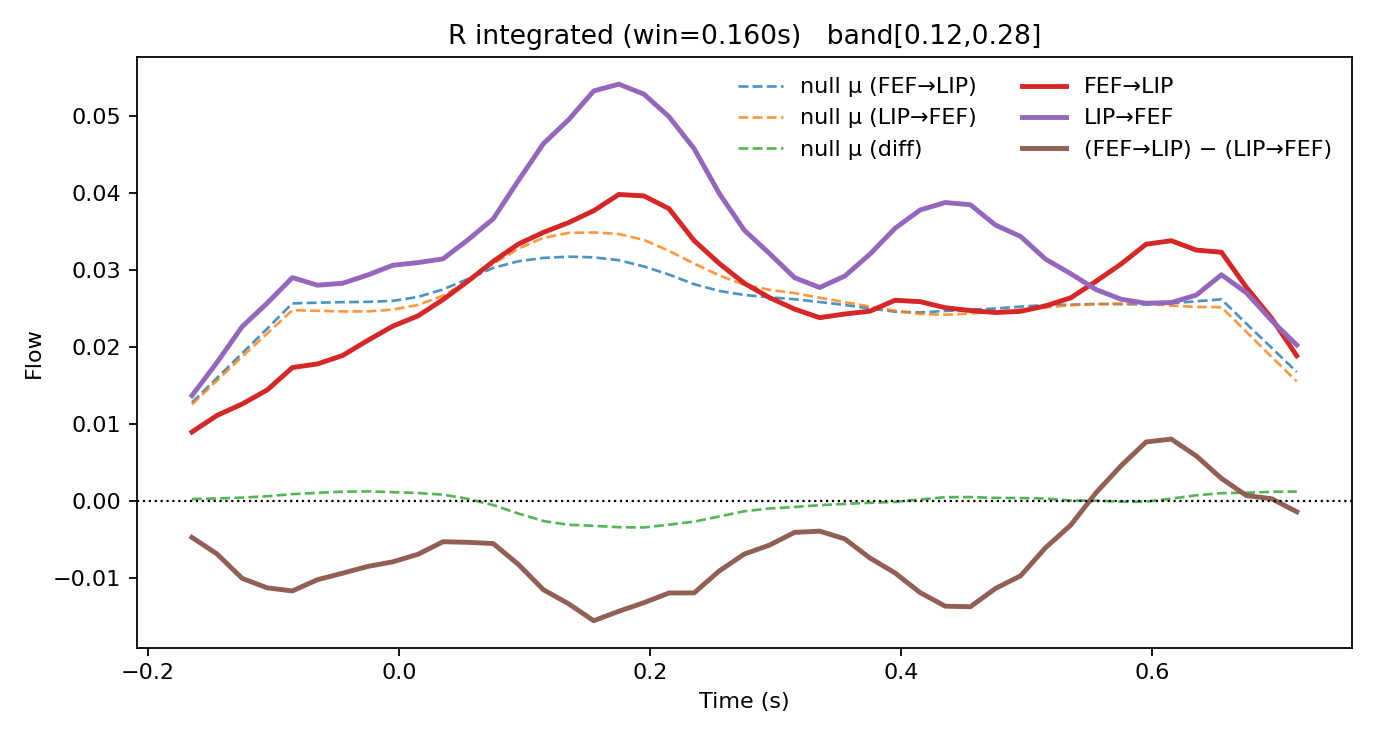 R integrated (win=0.160s)   band[0.12,0.28]
null μ (FEF→LIP)
null μ (LIP→FEF)
null μ (diff)
FEF→LIP
LIP→FEF
(FEF→LIP) − (LIP→FEF)
Flow
0.05
0.04
0.03
0.02
0.01
0.00
−0.01
−0.2
0.0
0.2
0.4
0.6
Time (s)